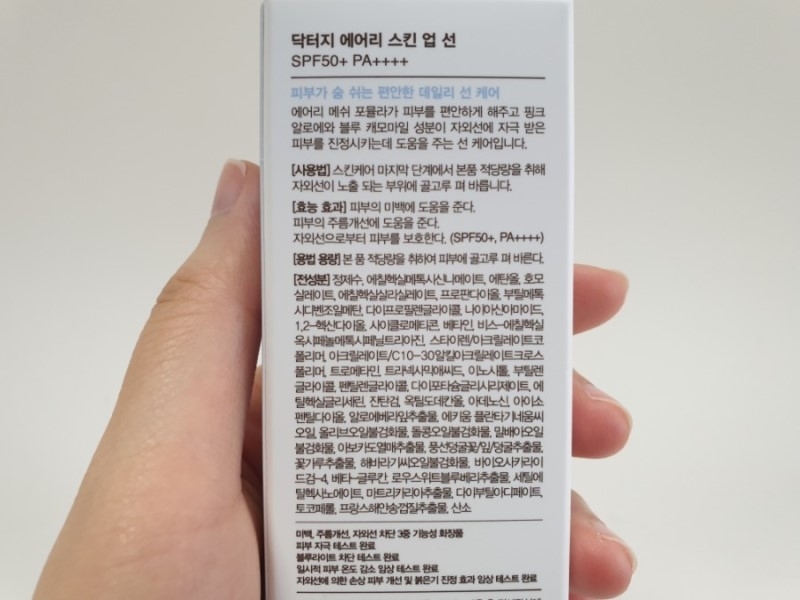 닥터지 에어리 스킨 업 선
SPF50+ PA++++
피부가 숨 쉬는 편안한 데일리 선 케어
에어리 메쉬 포뮬라가 피부를 편안하게 해주고 핑크
알로에와 블루 캐모마일 성분이 자외선에 자극 받은
피부를 진정시키는데 도움을 주는 선 케어입니다.
[사용법] 스킨케어 마지막 단계에서 본품 적당량을 취해
자외선이 노출 되는 부위에 골고루 펴 바릅니다.
[효능 효과] 피부의 미백에 도움을 준다.
피부의 주름개선에 도움을 준다.
자외선으로부터 피부를 보호한다. (SPF50+, PA++++)
[용법 용량] 본 품 적당량을 취하여 피부에 골고루 펴 바른다.
[전성분] 정제수, 에칠헥실메톡시신나메이트, 에탄올, 호모
살레이트, 에칠헥실살리실레이트, 프로판다이올, 부틸메톡
시디벤조일메탄, 다이프로필렌글라이콜, 나이아신아마이드,
1,2-헥산다이올, 사이클로메티콘, 베타인, 비스-에칠헥실
옥시페놀메톡시페닐트리아진, 스타이렌/아크릴레이트코
폴리머, 아크릴레이트/C10-30알킬아크릴레이트크로스
폴리머, 트로메타민, 트라넥사믹애씨드, 이노시톨, 부틸렌
글라이콜, 펜틸렌글라이콜, 다이포타슘글리시리제이트, 에
틸헥실글리세린, 잔탄검, 옥틸도데칸올, 아데노신, 아이소
펜틸다이올, 알로에베라잎추출물, 에키움 플란타기네움씨
오일, 올리브오일불검화물, 돌콩오일불검화물, 밀배아오일
불검화물, 아보카도열매추출물, 풍선덩굴꽃/잎/덩굴추출물,
꽃가루추출물, 해바라기씨오일불검화물, 바이오사카라이
드검-4, 베타-글루칸, 로우스위트블루베리추출물, 세틸에
틸헥사노에이트, 마트리카리아추출물, 다이부틸아디페이트,
토코페롤, 프랑스해안송껍질추출물, 산소
미백, 주름개선, 자외선 차단 3중 기능성 화장품
피부 자극 테스트 완료
블루라이트 차단 테스트 완료
일시적 피부 온도 감소 임상 테스트 완료
자외선에 의한 손상 피부 개선 및 붉은기 진정 효과 임상 테스트 완료